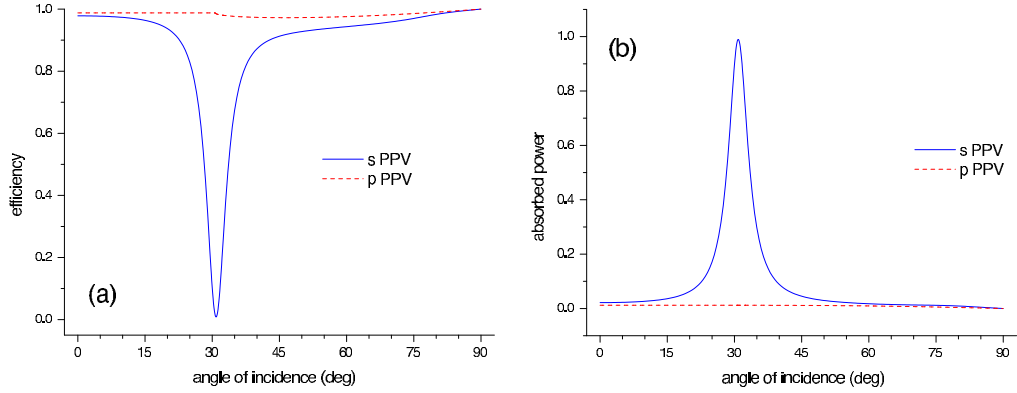 1.0
0.8
0.6
0.4
0.2
0.0
efficiency
s PPV
p PPV
(a)
0 15 30 45 60 75 90
angle of incidence (deg)
(b)
1.0
0.8
0.6
0.4
0.2
0.0
absorbed power
s PPV
p PPV
0 15 30 45 60 75 90
angle of incidence (deg)